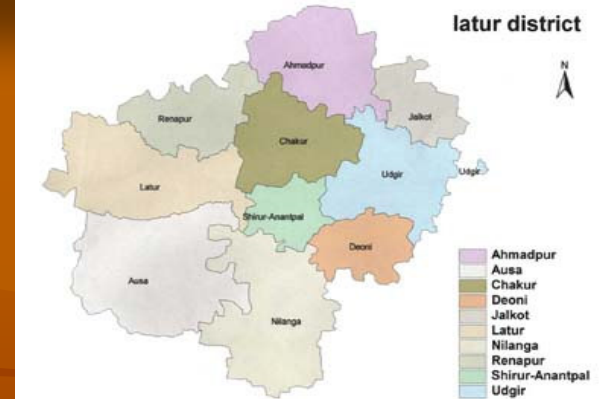 latur district
N
Ahmadpur
Renapur
Jalkot
Chakur
Udgir
Udgir
Latur
Shirur-Anantpal
Deoni
Ausa
Nilanga
Ahmadpur
Ausa
Chakur
Deoni
Jalkot
Latur
Nilanga
Renapur
Shirur-Anantpal
Udgir